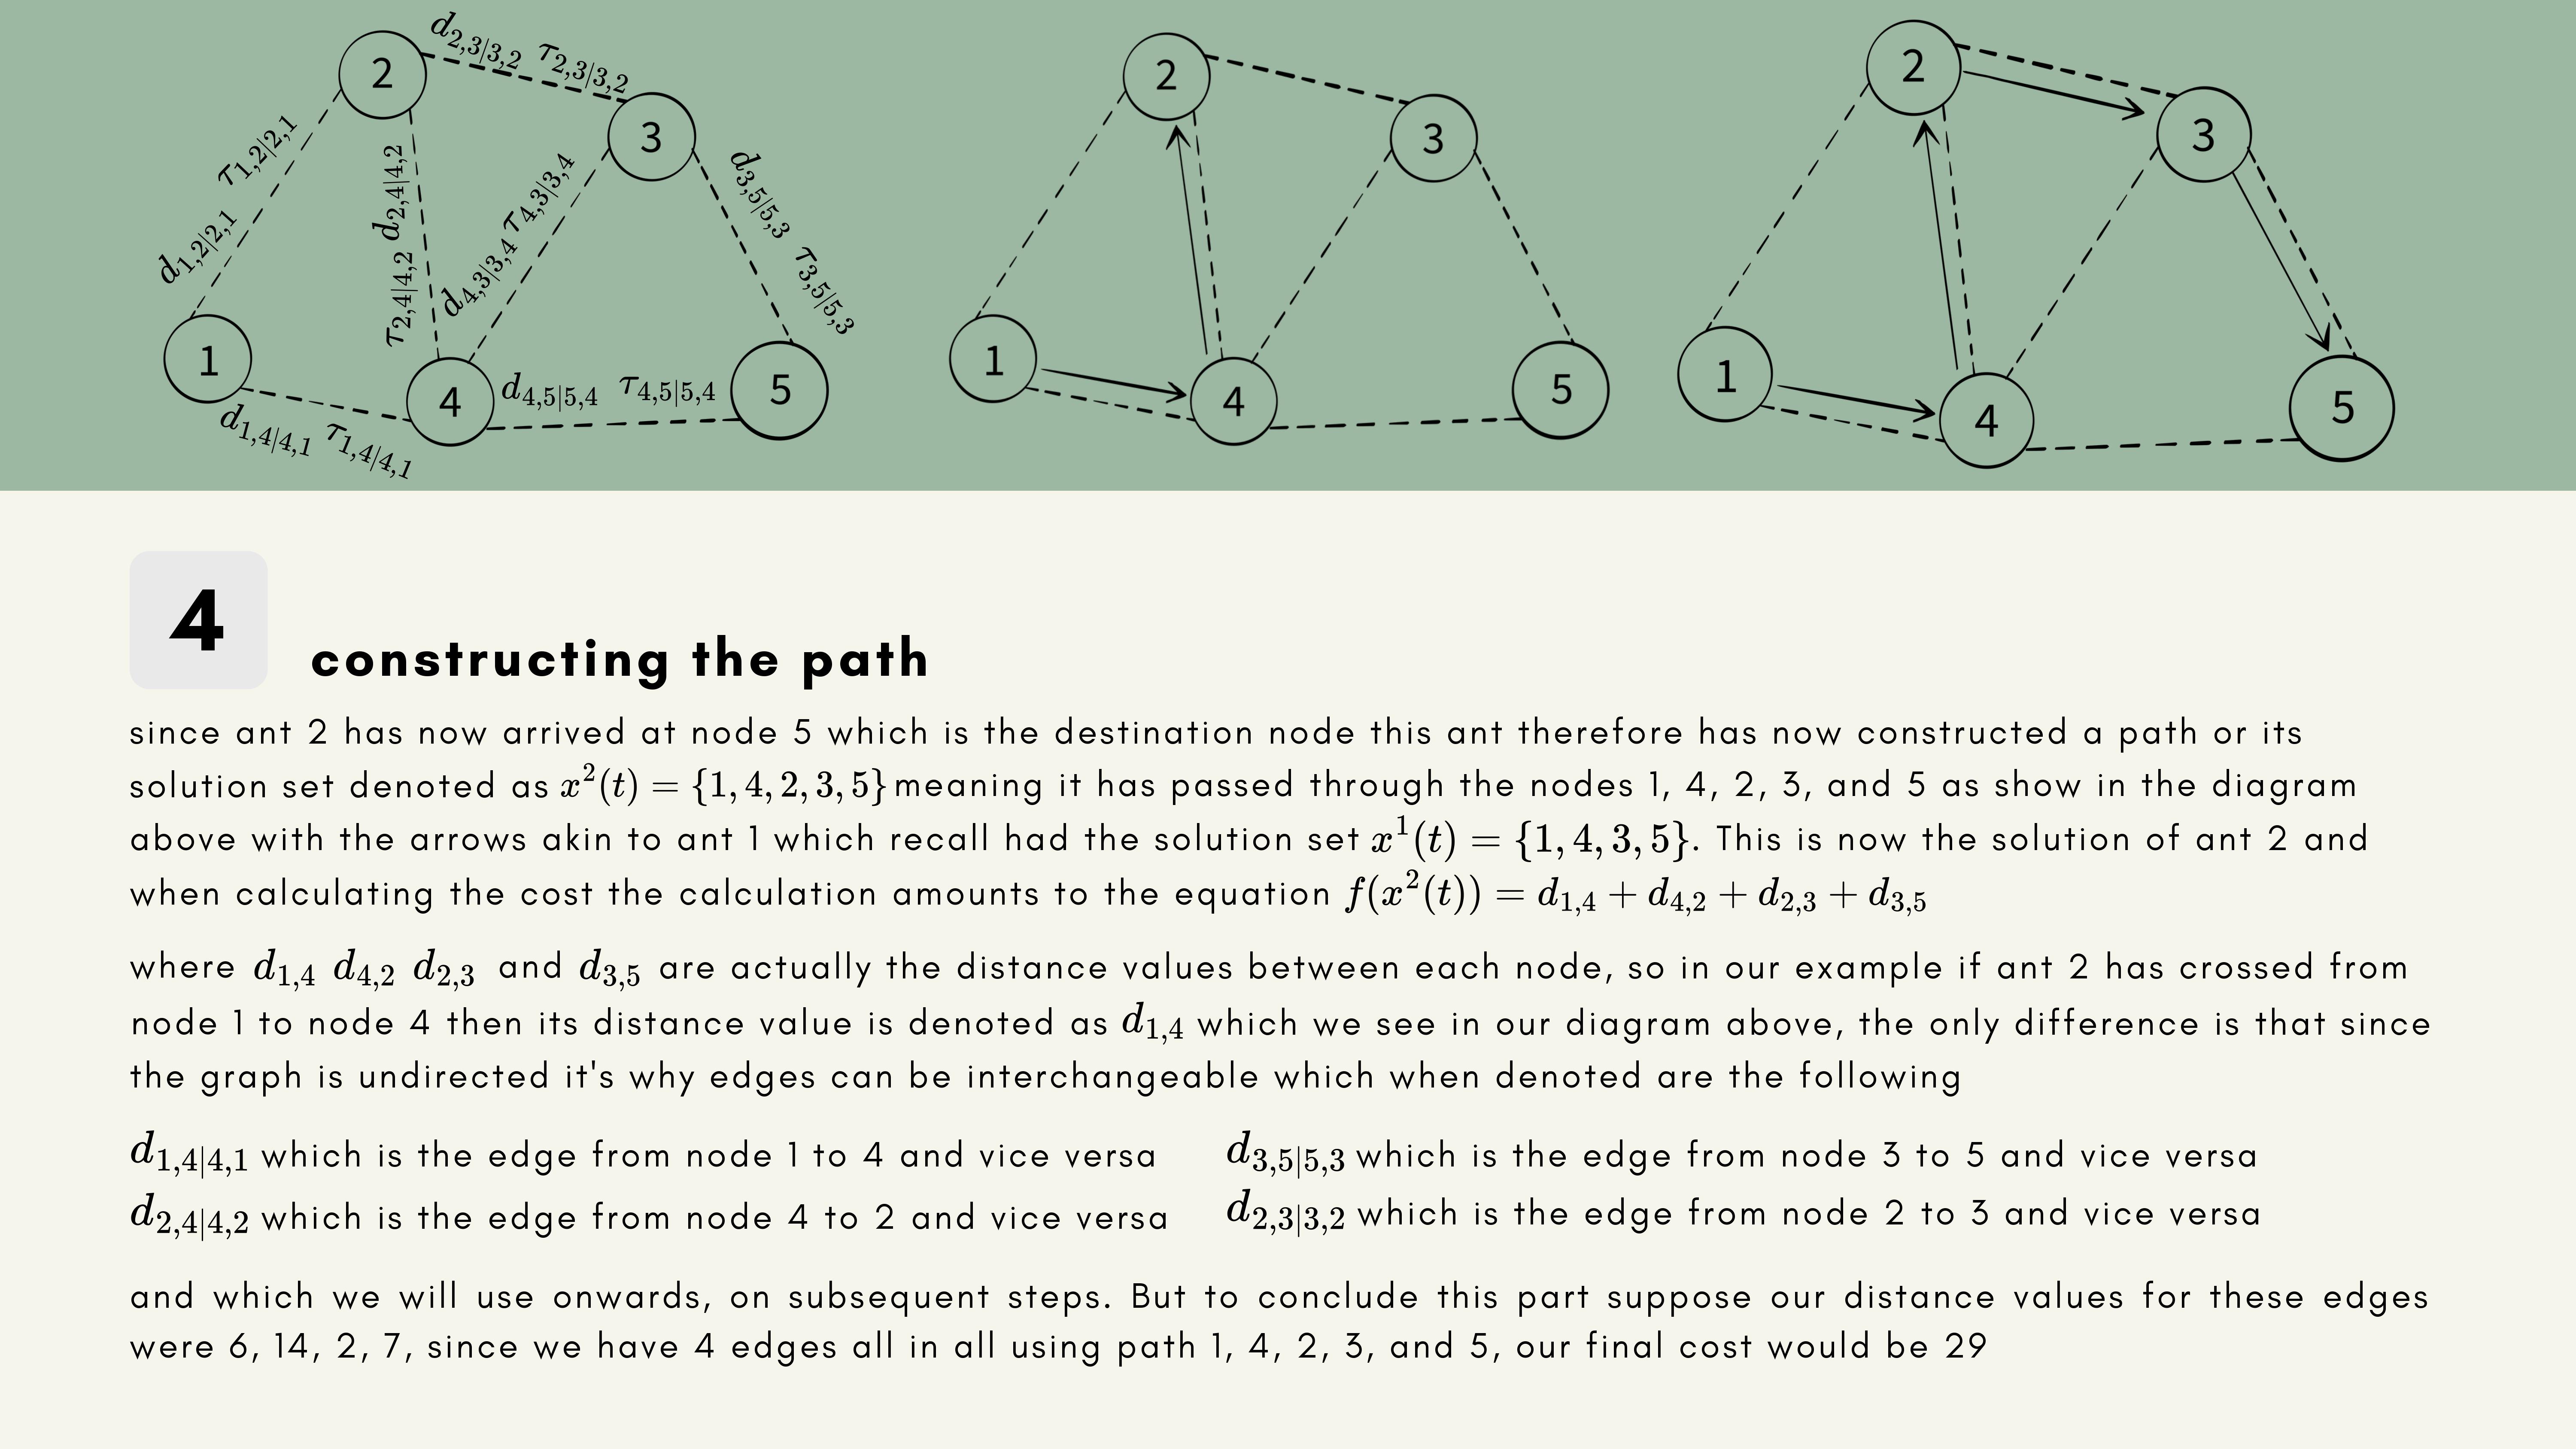 2
3
1
4
5
d_{2,3|3,2} τ_{2,3|3,2}
τ_{1,2|2,1}
d_{1,2|2,1}
d_{2,4|4,2}
τ_{2,4|4,2}
τ_{4,3|3,4}
d_{4,3|3,4}
d_{3,5|5,3} τ_{3,5|5,3}
d_{4,5|5,4} τ_{4,5|5,4}
d_{1,4|4,1} τ_{1,4|4,1}
2
3
1
4
5
2
3
1
4
5
4
constructing the path
since ant 2 has now arrived at node 5 which is the destination node this ant therefore has now constructed a path or its
solution set denoted as x^2(t) = {1, 4, 2, 3, 5} meaning it has passed through the nodes 1, 4, 2, 3, and 5 as show in the diagram
above with the arrows akin to ant 1 which recall had the solution set x^1(t) = {1, 4, 3, 5}. This is now the solution of ant 2 and
when calculating the cost the calculation amounts to the equation f(x^2(t)) = d_{1,4} + d_{4,2} + d_{2,3} + d_{3,5}
where d_{1,4} d_{4,2} d_{2,3} and d_{3,5} are actually the distance values between each node, so in our example if ant 2 has crossed from
node 1 to node 4 then its distance value is denoted as d_{1,4} which we see in our diagram above, the only difference is that since
the graph is undirected it's why edges can be interchangeable which when denoted are the following
d_{1,4|4,1} which is the edge from node 1 to 4 and vice versa
d_{2,4|4,2} which is the edge from node 4 to 2 and vice versa
d_{3,5|5,3} which is the edge from node 3 to 5 and vice versa
d_{2,3|3,2} which is the edge from node 2 to 3 and vice versa
and which we will use onwards, on subsequent steps. But to conclude this part suppose our distance values for these edges
were 6, 14, 2, 7, since we have 4 edges all in all using path 1, 4, 2, 3, and 5, our final cost would be 29